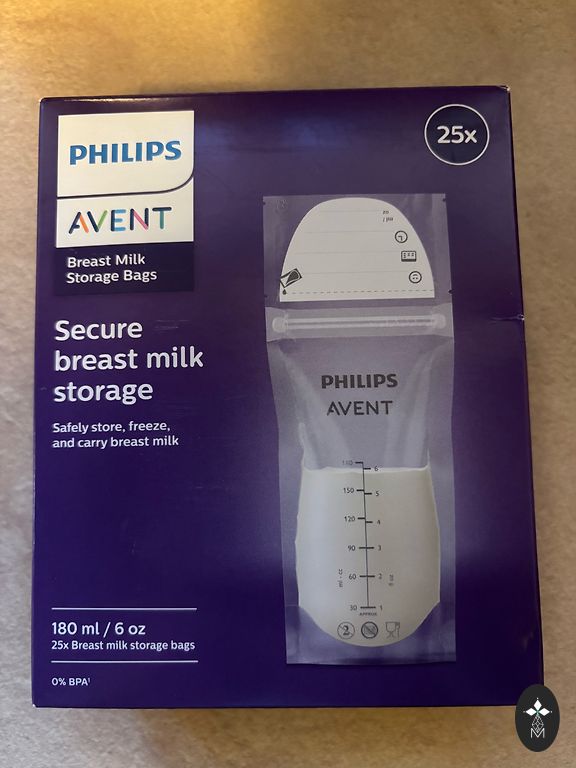 PHILIPS
AVENT
Breast Milk
Storage Bags
25x
Secure
breast milk
storage
Safely store, freeze,
and carry breast milk
PHILIPS
AVENT
180 6
150 5
120 4
90 3
60 2
30 1
APPROX
2
180 ml / 6 oz
25x Breast milk storage bags
0% BPA¹
M